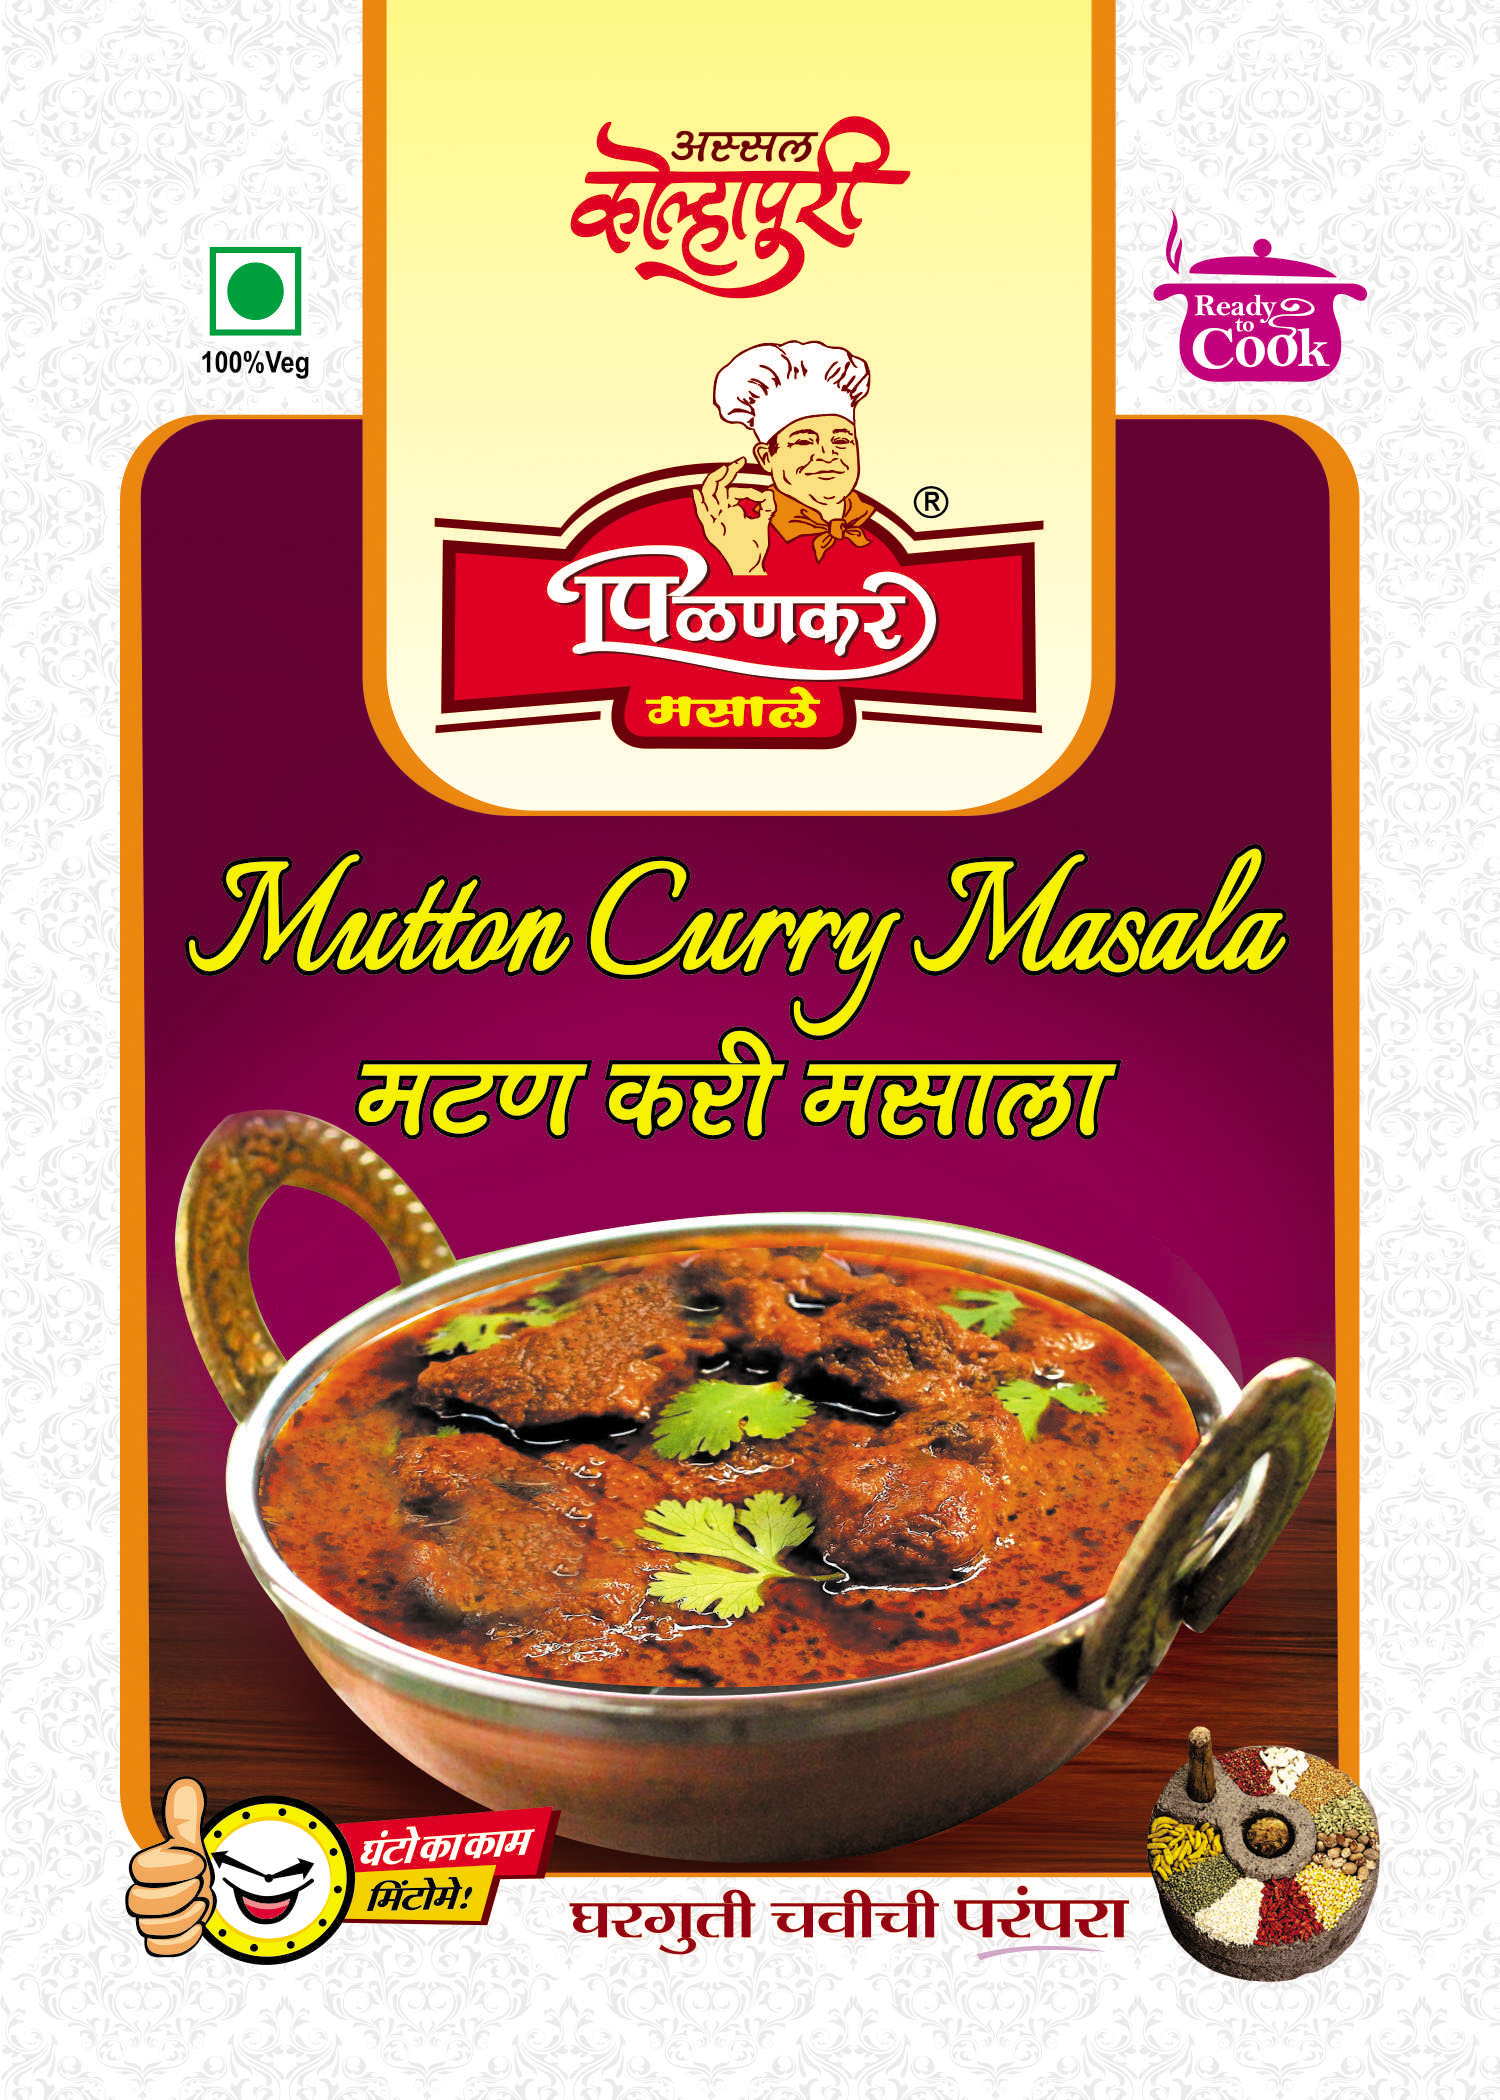 अस्सल
कोल्हापुरी
100%Veg
Ready
to
Cook
®
पिळणकर
मसाले
Mutton Curry Masala
मटण करी मसाला
घंटो का काम
मिंटोमे!
घरगुती चवीची परंपरा